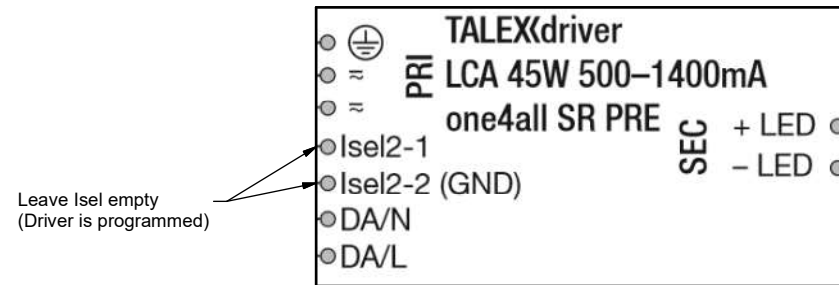 TALEXXdriver
LCA 45W 500–1400mA
one4all SR PRE
PRI
≂
≂
Isel2-1
Isel2-2 (GND)
DA/N
DA/L
SEC
+ LED
– LED
Leave Isel empty
(Driver is programmed)